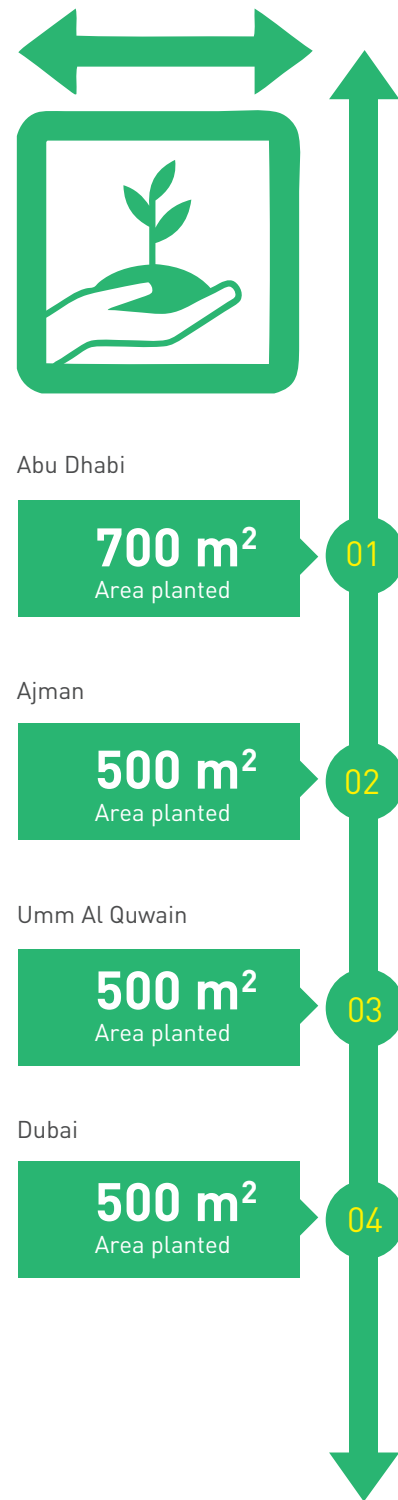 Abu Dhabi
700 m²
Area planted
01
Ajman
500 m²
Area planted
02
Umm Al Quwain
500 m²
Area planted
03
Dubai
500 m²
Area planted
04